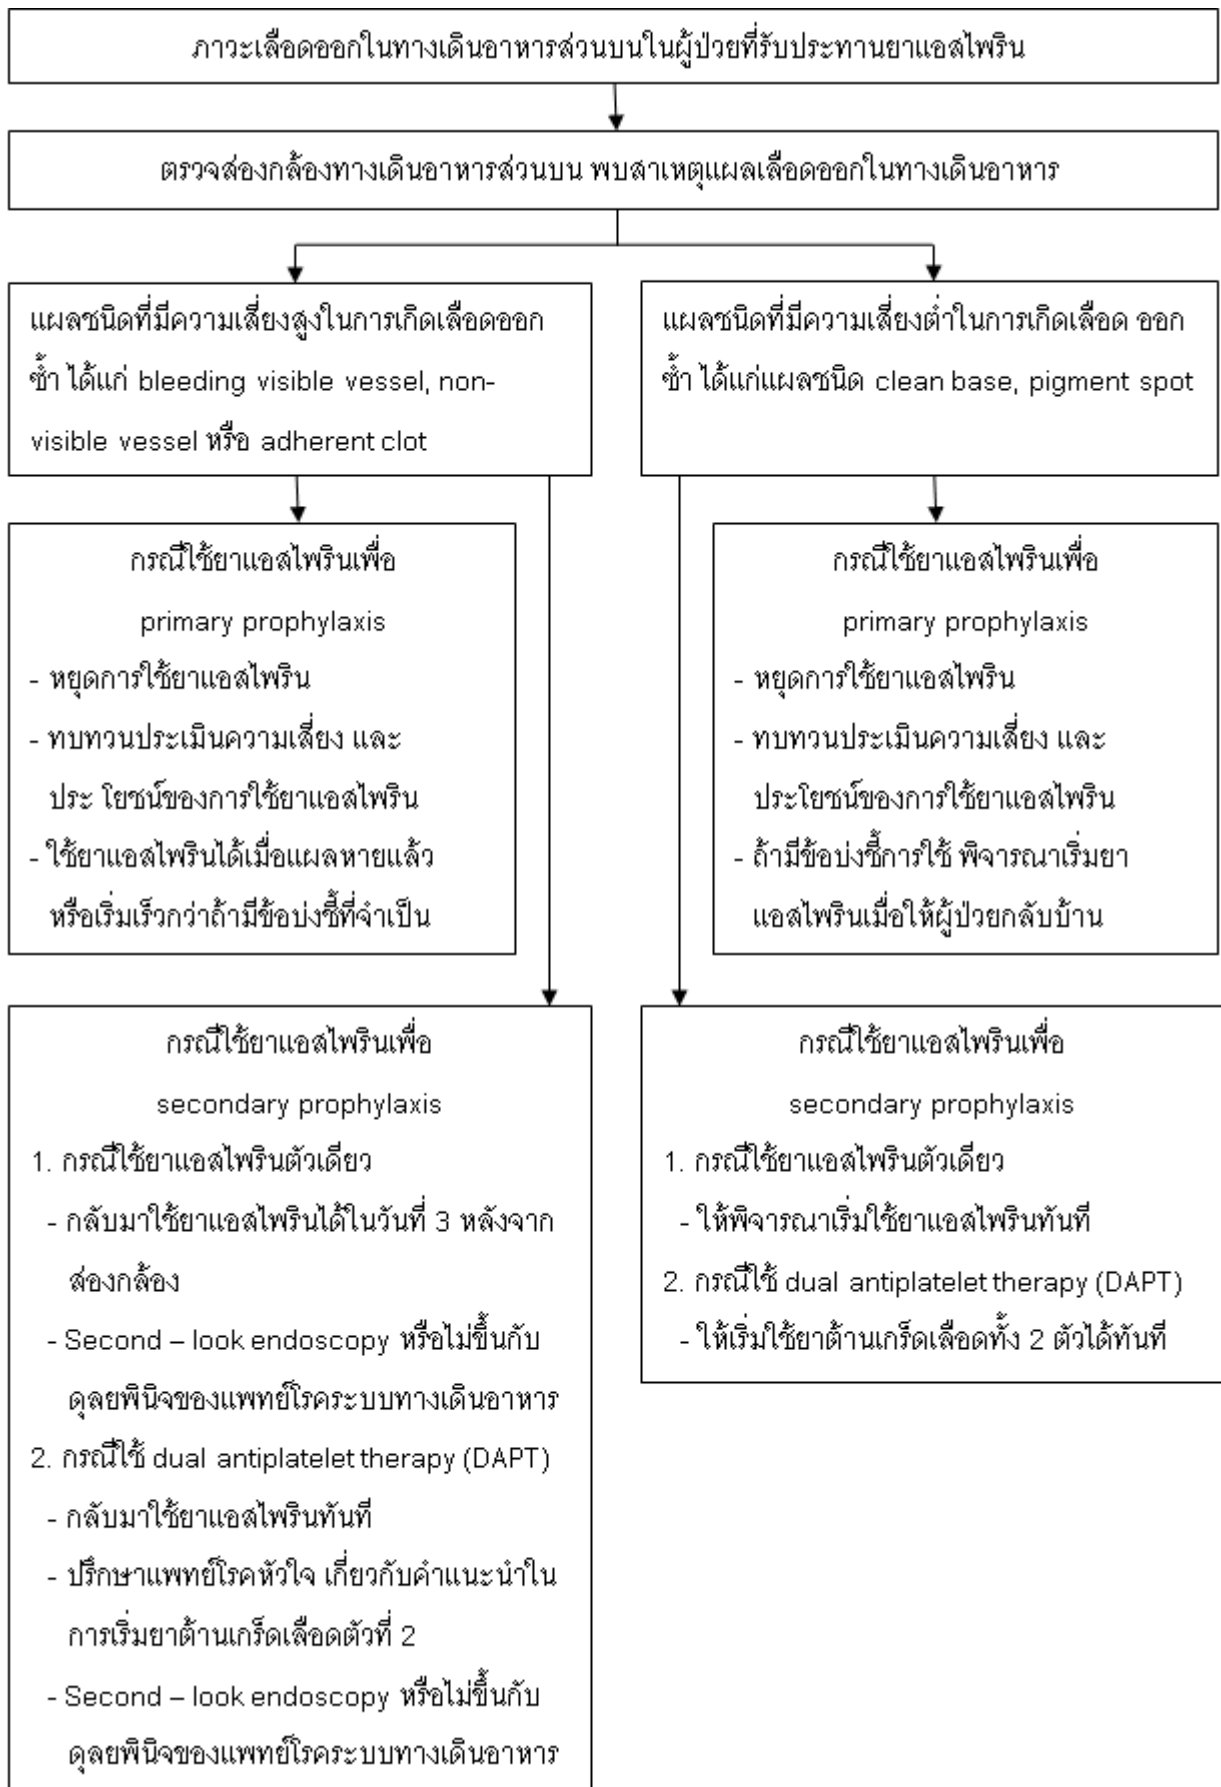 ภาวะเลือดออกในทางเดินอาหารส่วนบนในผู้ป่วยที่รับประทานยาแอสไพริน
ตรวจส่องกล้องทางเดินอาหารส่วนบน พบสาเหตุแผลเลือดออกในทางเดินอาหาร
แผลชนิดที่มีความเสี่ยงสูงในการเกิดเลือดออก
ซ้ำ ได้แก่ bleeding visible vessel, non-
visible vessel หรือ adherent clot
แผลชนิดที่มีความเสี่ยงต่ำในการเกิดเลือด ออก
ซ้ำ ได้แก่แผลชนิด clean base, pigment spot
กรณีใช้ยาแอสไพรินเพื่อ
primary prophylaxis
- หยุดการใช้ยาแอสไพริน
- ทบทวนประเมินความเสี่ยง และ
ประ โยชน์ของการใช้ยาแอสไพริน
- ใช้ยาแอสไพรินได้เมื่อแผลหายแล้ว
หรือเริ่มเร็วกว่าถ้ามีข้อบ่งชี้ที่จำเป็น
กรณีใช้ยาแอสไพรินเพื่อ
primary prophylaxis
- หยุดการใช้ยาแอสไพริน
- ทบทวนประเมินความเสี่ยง และ
ประโยชน์ของการใช้ยาแอสไพริน
- ถ้ามีข้อบ่งชี้การใช้ พิจารณาเริ่มยา
แอสไพรินเมื่อให้ผู้ป่วยกลับบ้าน
กรณีใช้ยาแอสไพรินเพื่อ
secondary prophylaxis
1. กรณีใช้ยาแอสไพรินตัวเดียว
- กลับมาใช้ยาแอสไพรินได้ในวันที่ 3 หลังจาก
ส่องกล้อง
- Second – look endoscopy หรือไม่ขึ้นกับ
ดุลยพินิจของแพทย์โรคระบบทางเดินอาหาร
2. กรณีใช้ dual antiplatelet therapy (DAPT)
- กลับมาใช้ยาแอสไพรินทันที
- ปรึกษาแพทย์โรคหัวใจ เกี่ยวกับคำแนะนำใน
การเริ่มยาต้านเกร็ดเลือดตัวที่ 2
- Second – look endoscopy หรือไม่ขึ้นกับ
ดุลยพินิจของแพทย์โรคระบบทางเดินอาหาร
กรณีใช้ยาแอสไพรินเพื่อ
secondary prophylaxis
1. กรณีใช้ยาแอสไพรินตัวเดียว
- ให้พิจารณาเริ่มใช้ยาแอสไพรินทันที
2. กรณีใช้ dual antiplatelet therapy (DAPT)
- ให้เริ่มใช้ยาต้านเกร็ดเลือดทั้ง 2 ตัวได้ทันที